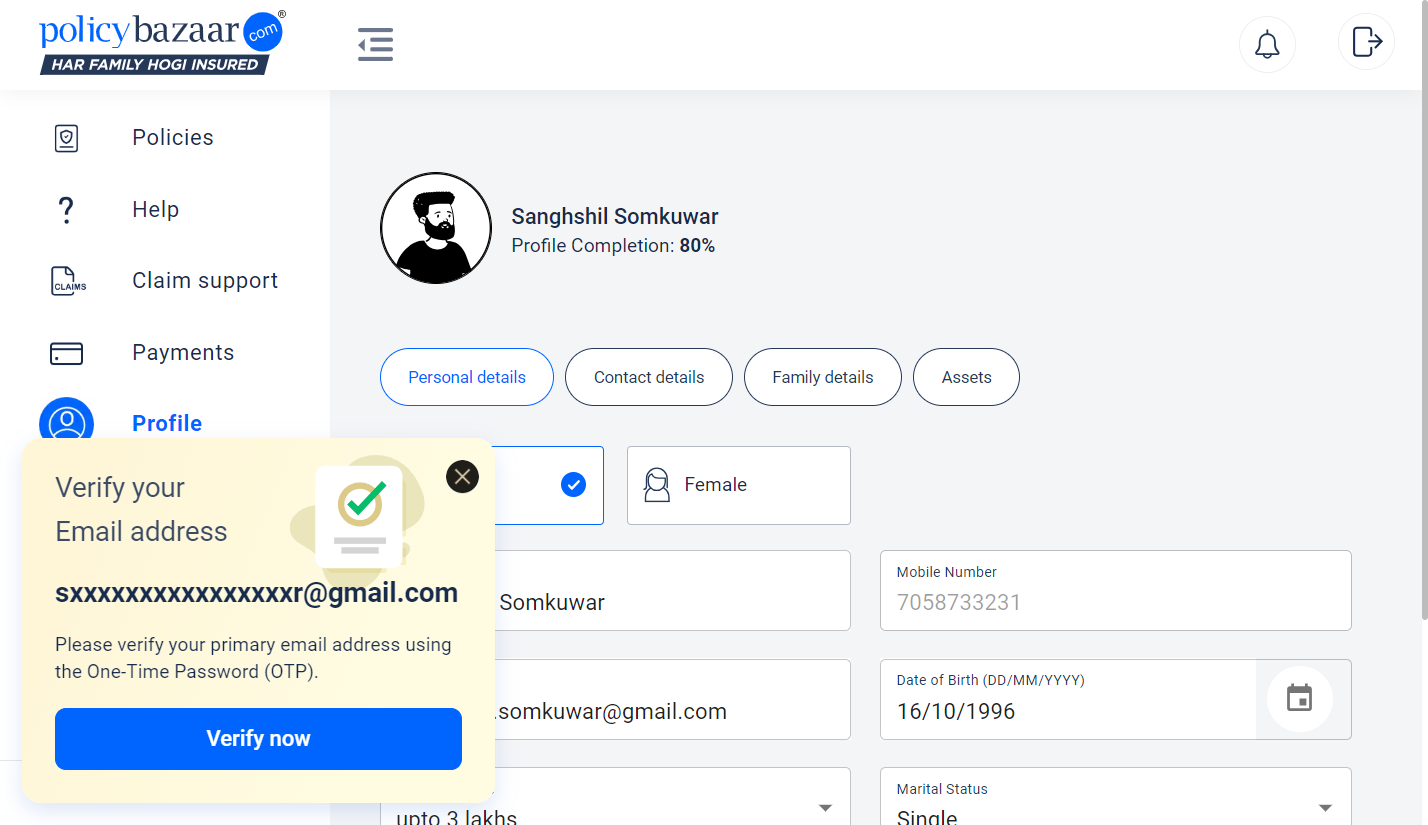 policybazaar com ®
HAR FAMILY HOGI INSURED
Policies
Help
CLAIMS
Claim support
Payments
Profile
Sanghshil Somkuwar
Profile Completion: 80%
Personal details
Contact details
Family details
Assets
Female
Somkuwar
Mobile Number
7058733231
.somkuwar@gmail.com
Date of Birth (DD/MM/YYYY)
16/10/1996
upto 3 lakhs
Marital Status
Single
Verify your
Email address
sxxxxxxxxxxxxxxxxr@gmail.com
Please verify your primary email address using
the One-Time Password (OTP).
Verify now